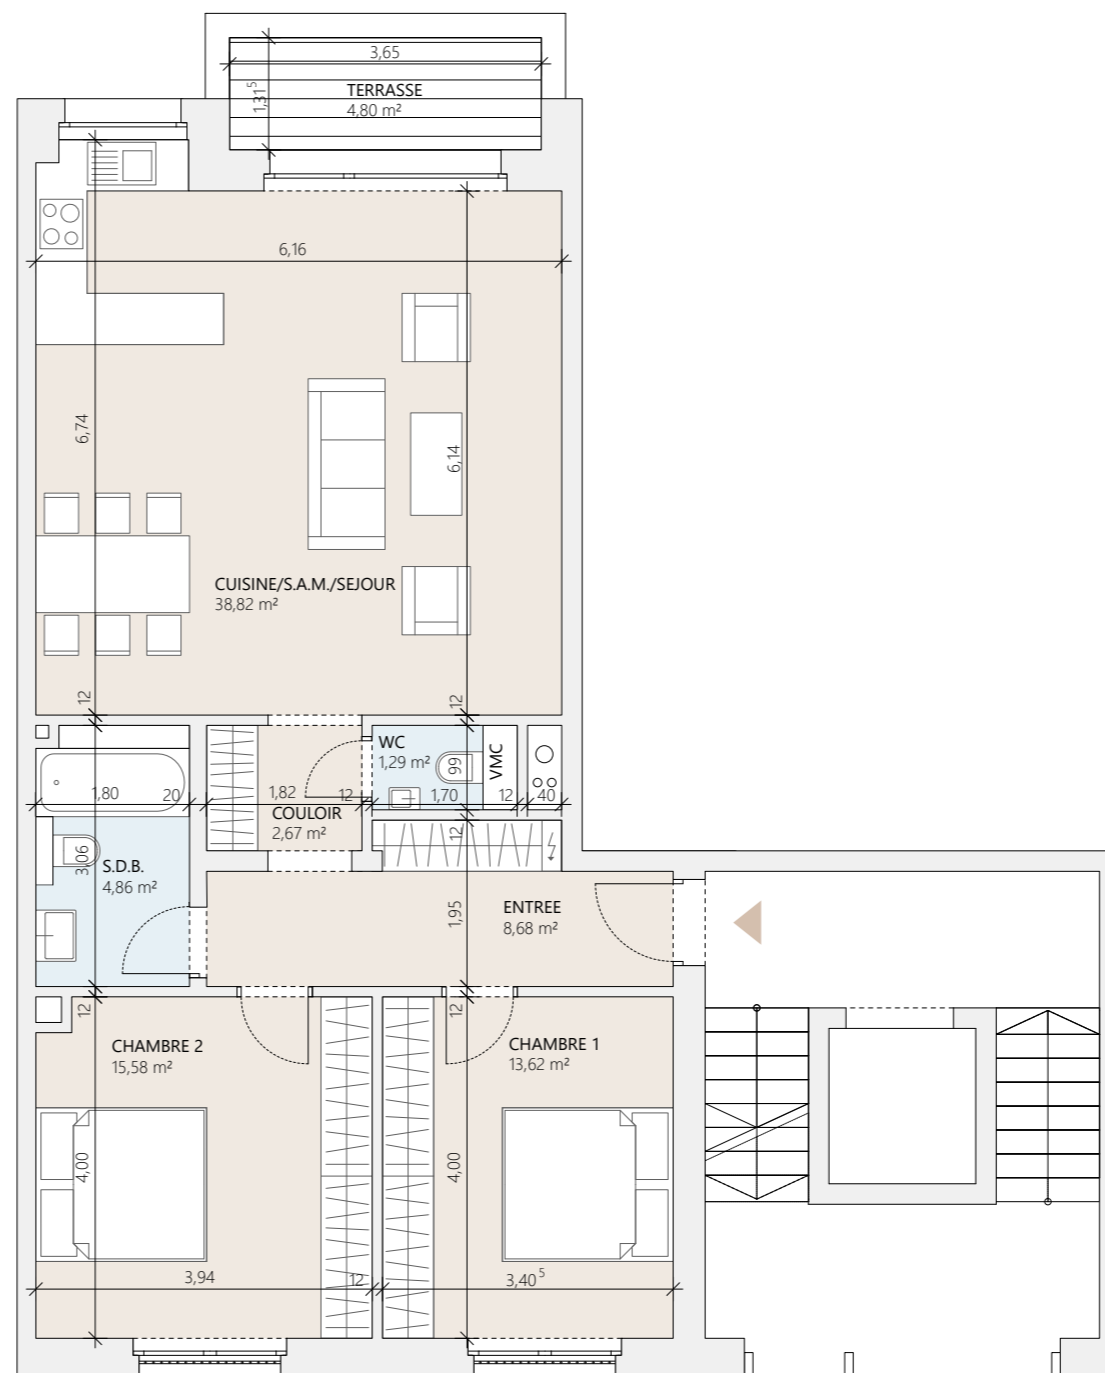 3,65
1,31⁵
TERRASSE
4,80 m²
6,16
6,74
6,14
CUISINE/S.A.M./SEJOUR
38,82 m²
12
12
WC
1,29 m²
99
VMC
1,80
20
1,82
12
1,70
12
40
COULOIR
2,67 m²
12
3,06
S.D.B.
4,86 m²
1,95
ENTREE
8,68 m²
12
12
CHAMBRE 2
15,58 m²
CHAMBRE 1
13,62 m²
4,00
4,00
3,94
12
3,40⁵